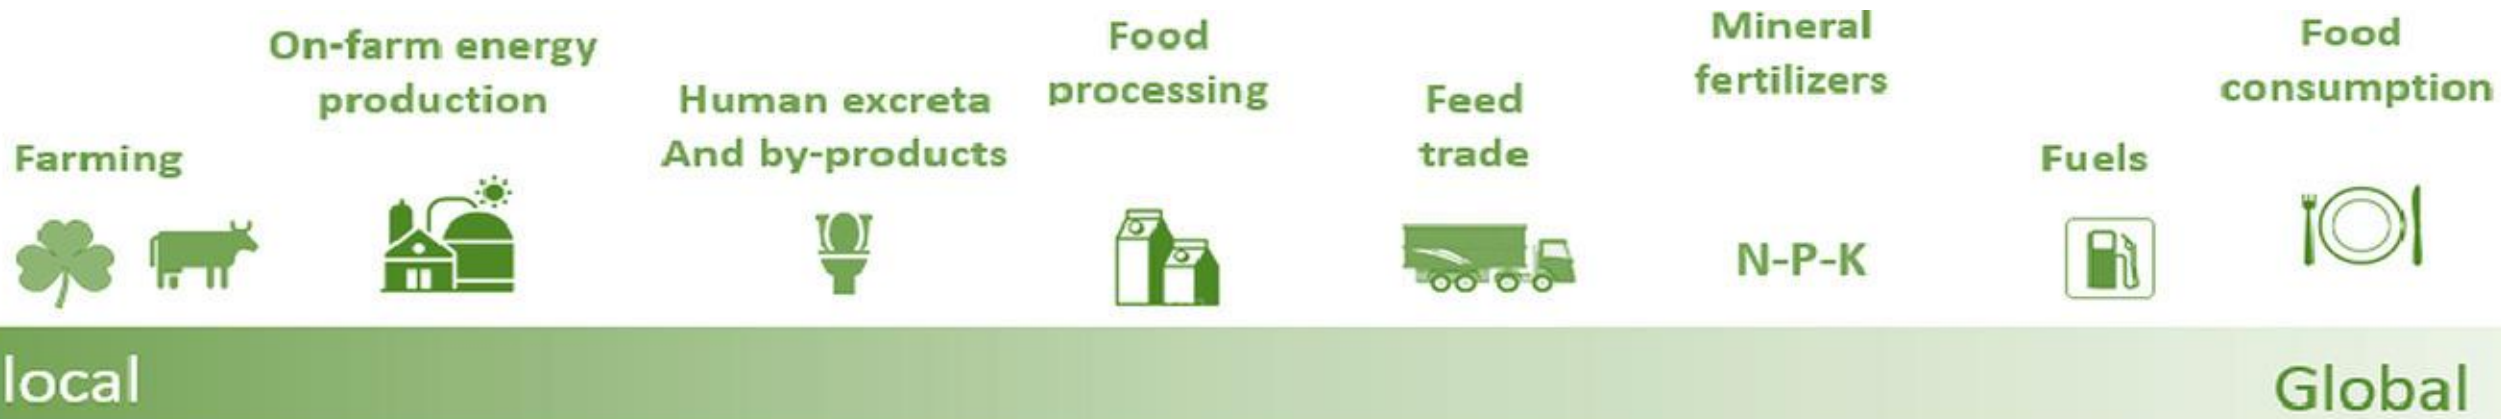 Farming
On-farm energy
production
Human excreta
And by-products
Food
processing
Feed
trade
Mineral
fertilizers
N-P-K
Fuels
Food
consumption
local
Global